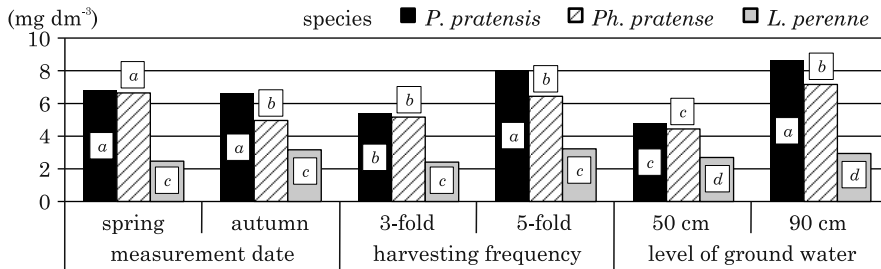 (mg dm-³) species P. pratensis Ph. pratense L. perenne
10
8
6
4
2
0
a a c a b c b b c a b c c c d a b d
spring autumn 3-fold 5-fold 50 cm 90 cm
measurement date harvesting frequency level of ground water